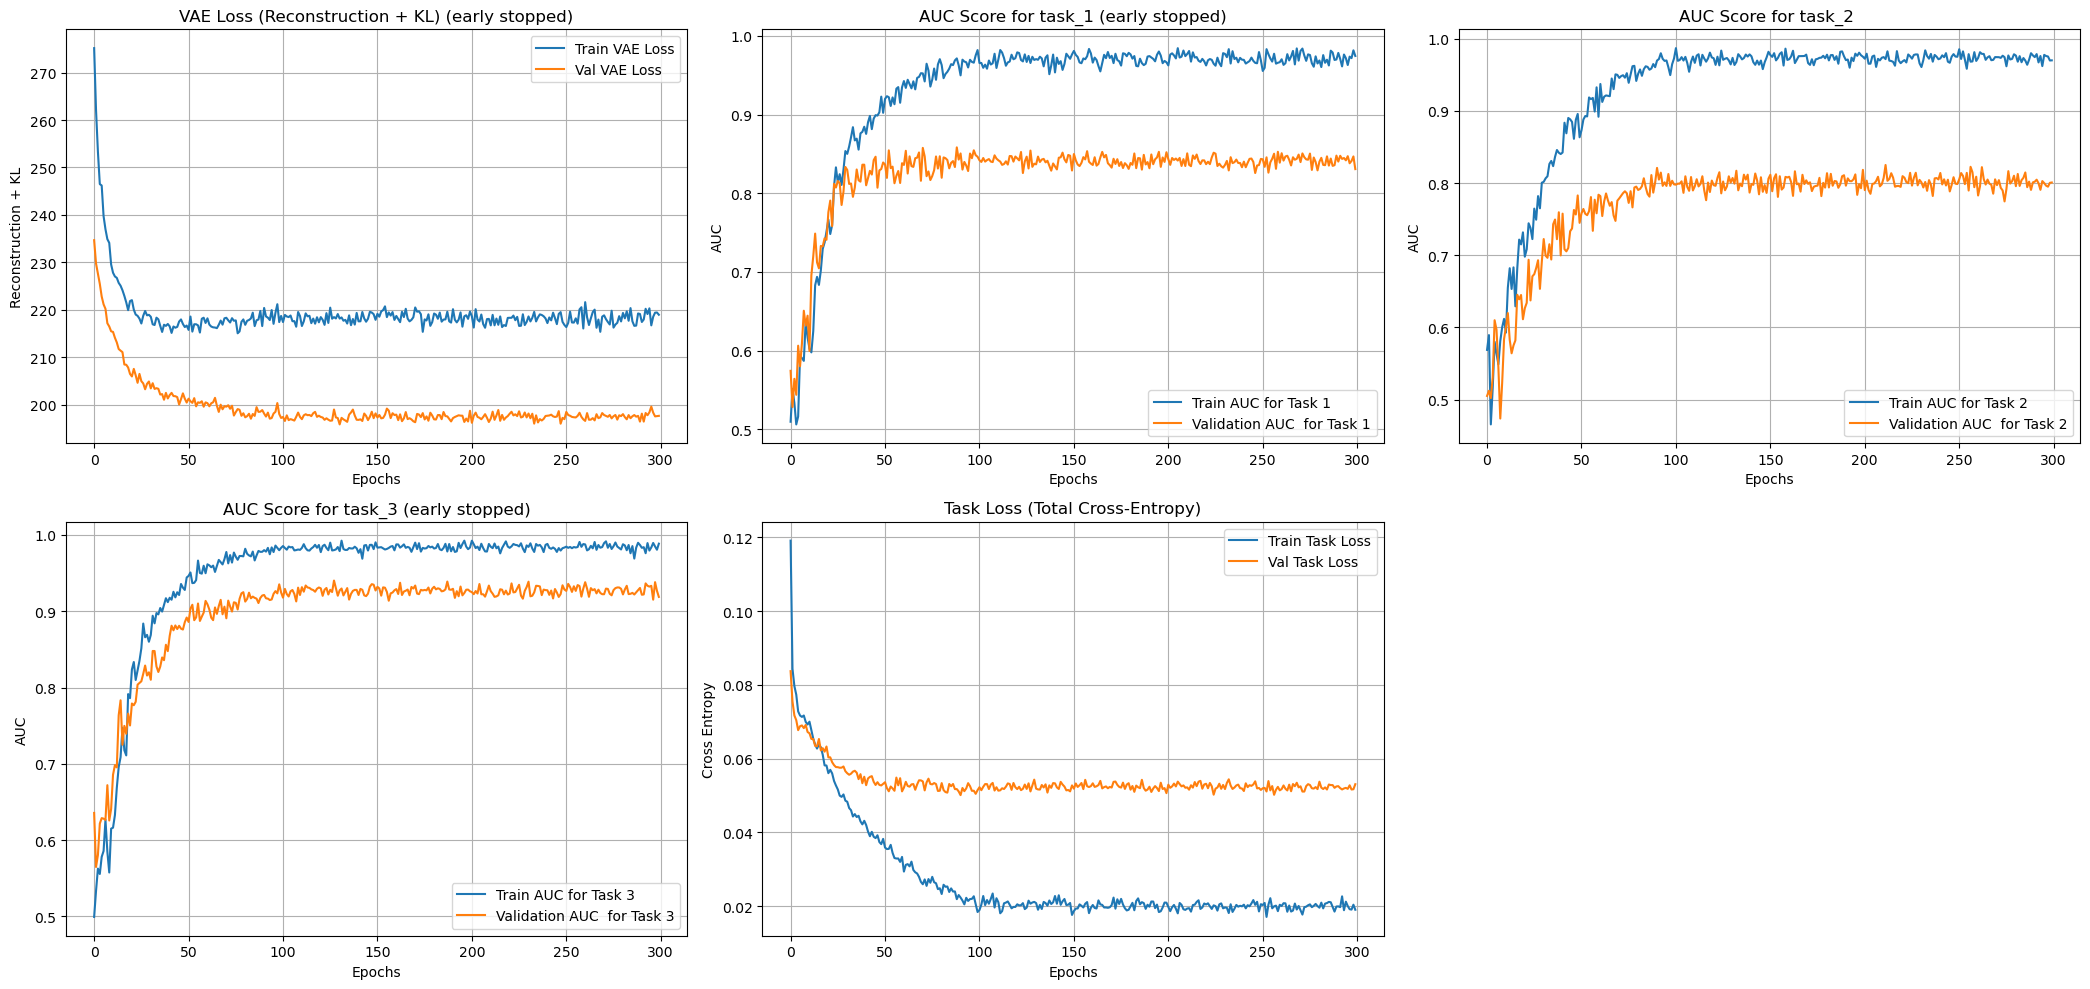 VAE Loss (Reconstruction + KL) (early stopped)
Reconstruction + KL
270
260
250
240
230
220
210
200
0 50 100 150 200 250 300
Epochs
Train VAE Loss
Val VAE Loss
AUC Score for task_1 (early stopped)
AUC
1.0
0.9
0.8
0.7
0.6
0.5
0 50 100 150 200 250 300
Epochs
Train AUC for Task 1
Validation AUC  for Task 1
AUC Score for task_2
AUC
1.0
0.9
0.8
0.7
0.6
0.5
0 50 100 150 200 250 300
Epochs
Train AUC for Task 2
Validation AUC  for Task 2
AUC Score for task_3 (early stopped)
AUC
1.0
0.9
0.8
0.7
0.6
0.5
0 50 100 150 200 250 300
Epochs
Train AUC for Task 3
Validation AUC  for Task 3
Task Loss (Total Cross-Entropy)
Cross Entropy
0.12
0.10
0.08
0.06
0.04
0.02
0 50 100 150 200 250 300
Epochs
Train Task Loss
Val Task Loss